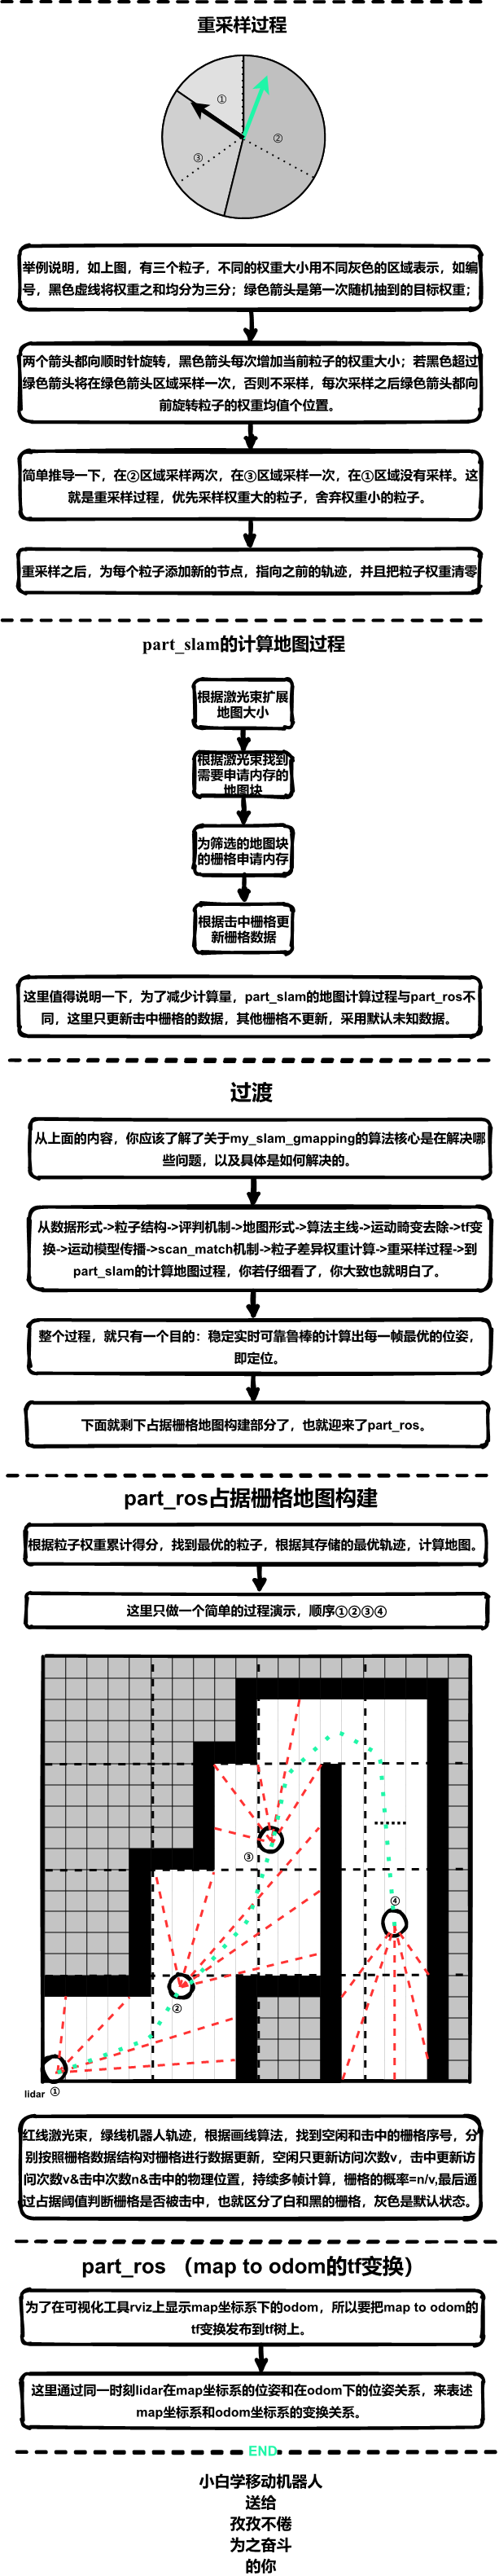 重采样过程
①
②
③
举例说明，如上图，有三个粒子，不同的权重大小用不同灰色的区域表示，如编
号，黑色虚线将权重之和均分为三分；绿色箭头是第一次随机抽到的目标权重；
两个箭头都向顺时针旋转，黑色箭头每次增加当前粒子的权重大小；若黑色超过
绿色箭头将在绿色箭头区域采样一次，否则不采样，每次采样之后绿色箭头都向
前旋转粒子的权重均值个位置。
简单推导一下，在②区域采样两次，在③区域采样一次，在①区域没有采样。这
就是重采样过程，优先采样权重大的粒子，舍弃权重小的粒子。
重采样之后，为每个粒子添加新的节点，指向之前的轨迹，并且把粒子权重清零
part_slam的计算地图过程
根据激光束扩展
地图大小
根据激光束找到
需要申请内存的
地图块
为筛选的地图块
的栅格申请内存
根据击中栅格更
新栅格数据
这里值得说明一下，为了减少计算量，part_slam的地图计算过程与part_ros不
同，这里只更新击中栅格的数据，其他栅格不更新，采用默认未知数据。
过渡
从上面的内容，你应该了解了关于my_slam_gmapping的算法核心是在解决哪
些问题，以及具体是如何解决的。
从数据形式->粒子结构->评判机制->地图形式->算法主线->运动畸变去除->tf变
换->运动模型传播->scan_match机制->粒子差异权重计算->重采样过程->到
part_slam的计算地图过程，你若仔细看了，你大致也就明白了。
整个过程，就只有一个目的：稳定实时可靠鲁棒的计算出每一帧最优的位姿，
即定位。
下面就剩下占据栅格地图构建部分了，也就迎来了part_ros。
part_ros占据栅格地图构建
根据粒子权重累计得分，找到最优的粒子，根据其存储的最优轨迹，计算地图。
这里只做一个简单的过程演示，顺序①②③④
③
④
②
lidar ①
红线激光束，绿线机器人轨迹，根据画线算法，找到空闲和击中的栅格序号，分
别按照栅格数据结构对栅格进行数据更新，空闲只更新访问次数v，击中更新访
问次数v&击中次数n&击中的物理位置，持续多帧计算，栅格的概率=n/v,最后通
过占据阈值判断栅格是否被击中，也就区分了白和黑的栅格，灰色是默认状态。
part_ros （map to odom的tf变换）
为了在可视化工具rviz上显示map坐标系下的odom，所以要把map to odom的
tf变换发布到tf树上。
这里通过同一时刻lidar在map坐标系的位姿和在odom下的位姿关系，来表述
map坐标系和odom坐标系的变换关系。
END
小白学移动机器人
送给
孜孜不倦
为之奋斗
的你